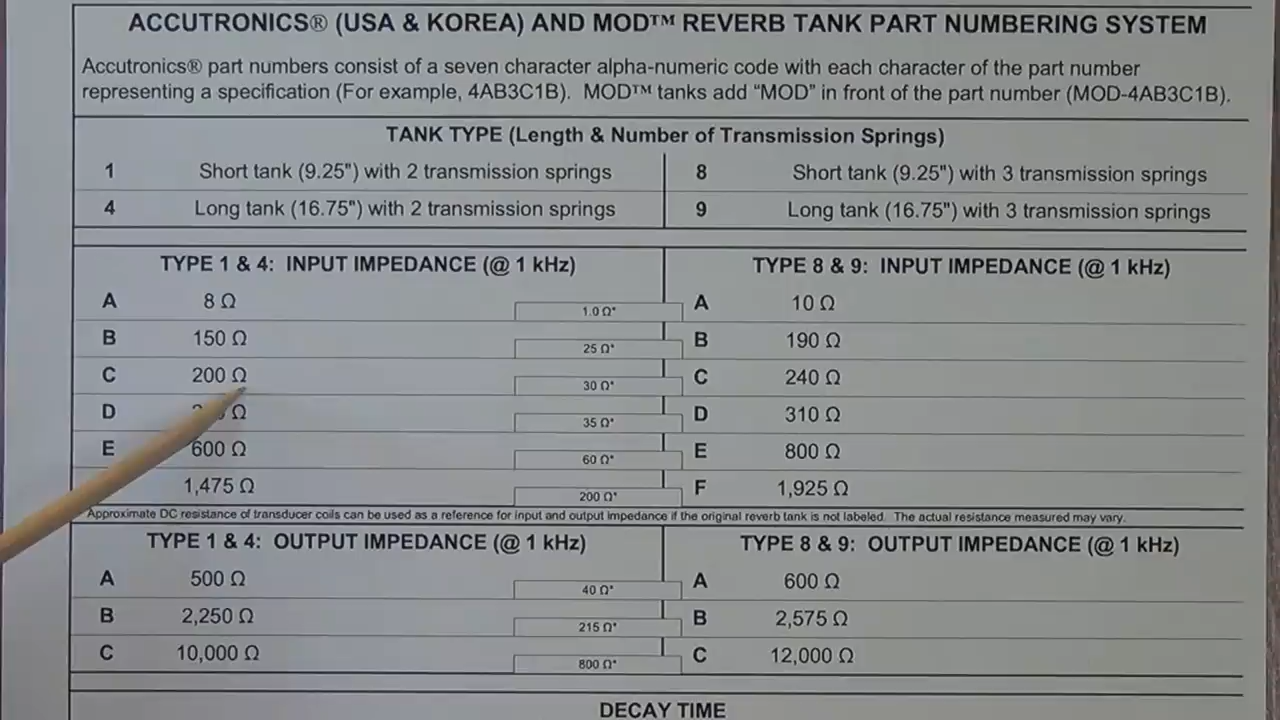 ACCUTRONICS® (USA & KOREA) AND MOD™ REVERB TANK PART NUMBERING SYSTEM
Accutronics® part numbers consist of a seven character alpha-numeric code with each character of the part number
representing a specification (For example, 4AB3C1B). MOD™ tanks add “MOD” in front of the part number (MOD-4AB3C1B).
TANK TYPE (Length & Number of Transmission Springs)
1 Short tank (9.25") with 2 transmission springs 8 Short tank (9.25") with 3 transmission springs
4 Long tank (16.75") with 2 transmission springs 9 Long tank (16.75") with 3 transmission springs
TYPE 1 & 4: INPUT IMPEDANCE (@ 1 kHz) TYPE 8 & 9: INPUT IMPEDANCE (@ 1 kHz)
A 8 Ω 1.0 Ω* A 10 Ω
B 150 Ω 25 Ω* B 190 Ω
C 200 Ω 30 Ω* C 240 Ω
D Ω 35 Ω* D 310 Ω
E 600 Ω 60 Ω* E 800 Ω
1,475 Ω 200 Ω* F 1,925 Ω
Approximate DC resistance of transducer coils can be used as a reference for input and output impedance if the original reverb tank is not labeled. The actual resistance measured may vary.
TYPE 1 & 4: OUTPUT IMPEDANCE (@ 1 kHz) TYPE 8 & 9: OUTPUT IMPEDANCE (@ 1 kHz)
A 500 Ω 40 Ω* A 600 Ω
B 2,250 Ω 215 Ω* B 2,575 Ω
C 10,000 Ω 800 Ω* C 12,000 Ω
DECAY TIME